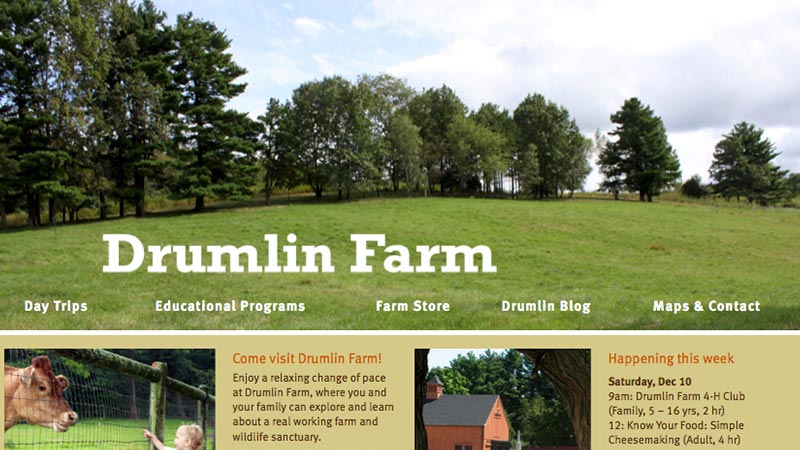 Drumlin Farm
Day Trips
Educational Programs
Farm Store
Drumlin Blog
Maps & Contact
Come visit Drumlin Farm!
Enjoy a relaxing change of pace
at Drumlin Farm, where you and
your family can explore and learn
about a real working farm and
wildlife sanctuary.
Happening this week
Saturday, Dec 10
9am: Drumlin Farm 4-H Club
(Family, 5 – 16 yrs, 2 hr)
12: Know Your Food: Simple
Cheesemaking (Adult, 4 hr)